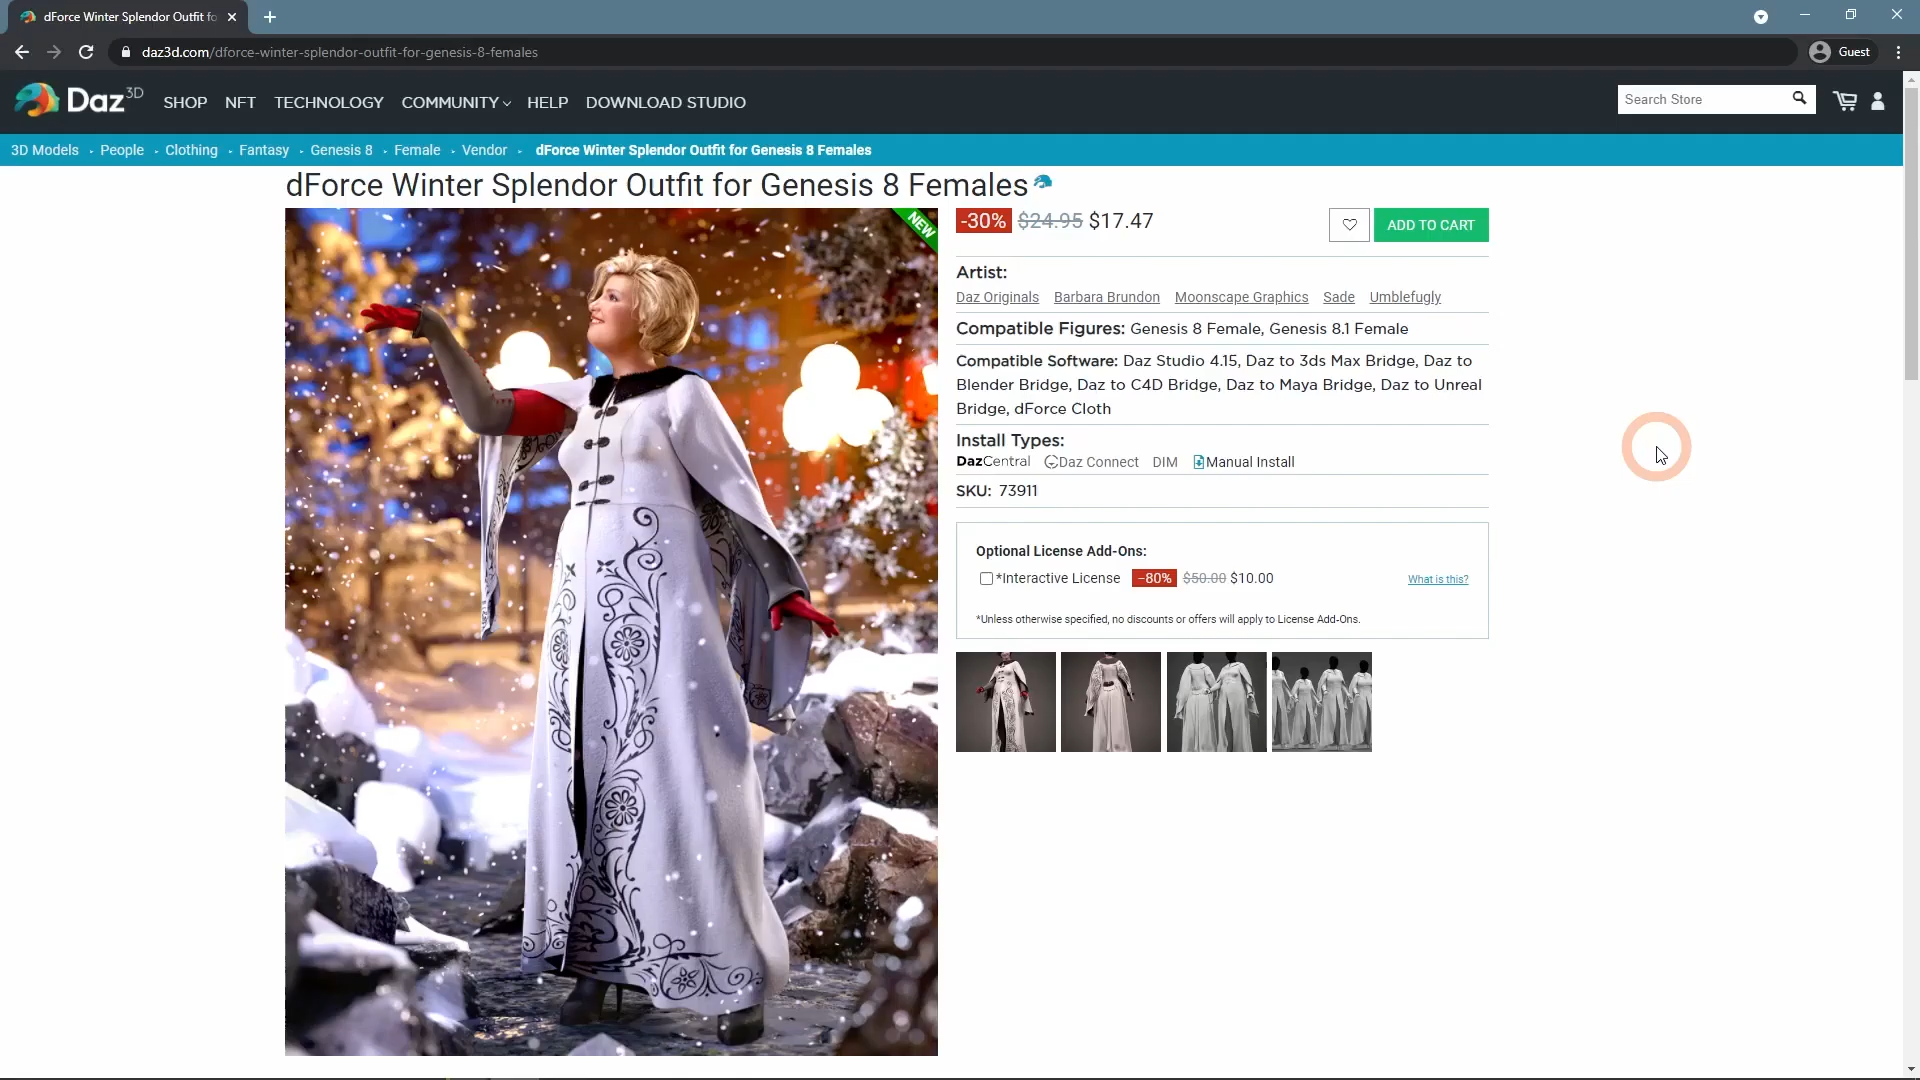 dForce Winter Splendor Outfit fo
daz3d.com/dforce-winter-splendor-outfit-for-genesis-8-females
Guest
Daz 3D
SHOP NFT TECHNOLOGY COMMUNITY HELP DOWNLOAD STUDIO
Search Store
3D Models - People - Clothing - Fantasy - Genesis 8 - Female - Vendor - dForce Winter Splendor Outfit for Genesis 8 Females
dForce Winter Splendor Outfit for Genesis 8 Females
NEW
-30% $24.95 $17.47
ADD TO CART
Artist:
Daz Originals Barbara Brundon Moonscape Graphics Sade Umblefugly
Compatible Figures: Genesis 8 Female, Genesis 8.1 Female
Compatible Software: Daz Studio 4.15, Daz to 3ds Max Bridge, Daz to
Blender Bridge, Daz to C4D Bridge, Daz to Maya Bridge, Daz to Unreal
Bridge, dForce Cloth
Install Types:
DazCentral Daz Connect DIM Manual Install
SKU: 73911
Optional License Add-Ons:
*Interactive License -80% $50.00 $10.00 What is this?
*Unless otherwise specified, no discounts or offers will apply to License Add-Ons.